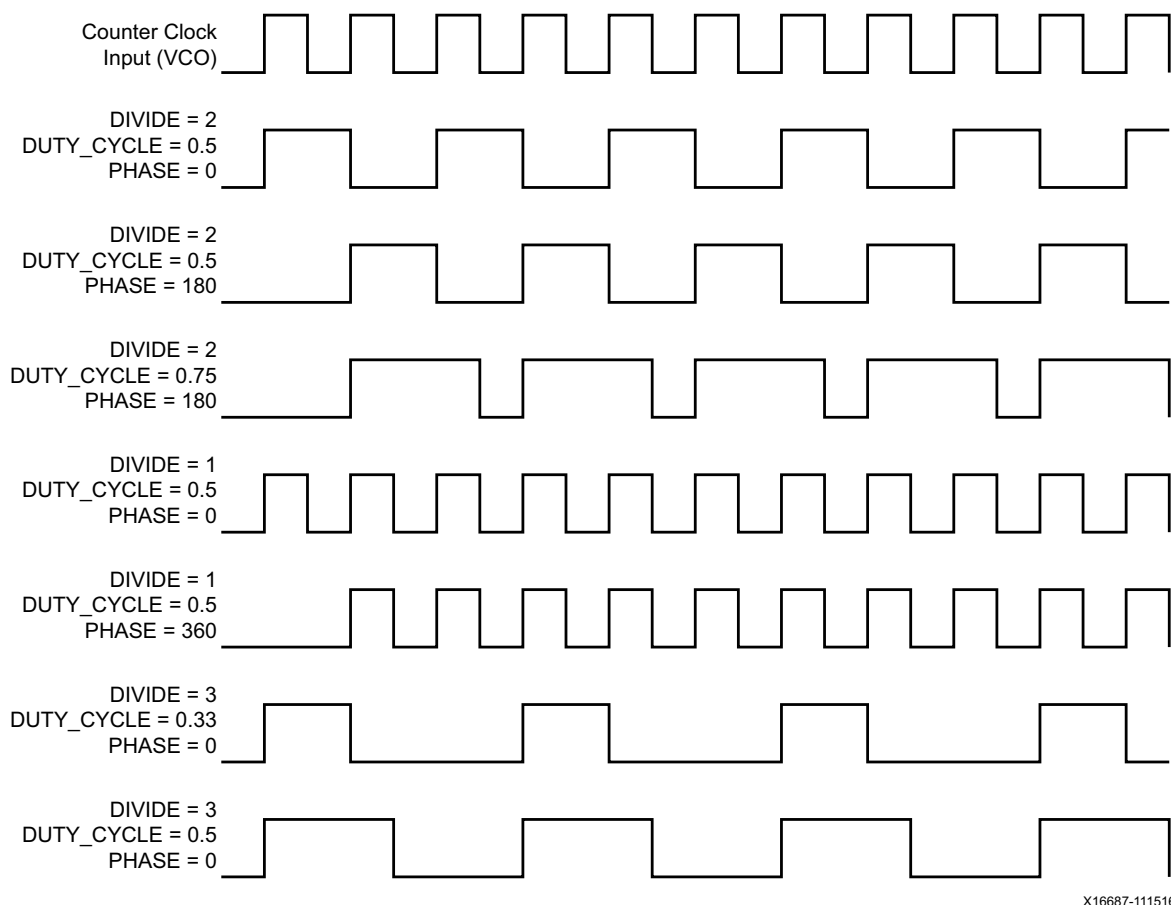 Counter Clock
Input (VCO)
DIVIDE = 2
DUTY_CYCLE = 0.5
PHASE = 0
DIVIDE = 2
DUTY_CYCLE = 0.5
PHASE = 180
DIVIDE = 2
DUTY_CYCLE = 0.75
PHASE = 180
DIVIDE = 1
DUTY_CYCLE = 0.5
PHASE = 0
DIVIDE = 1
DUTY_CYCLE = 0.5
PHASE = 360
DIVIDE = 3
DUTY_CYCLE = 0.33
PHASE = 0
DIVIDE = 3
DUTY_CYCLE = 0.5
PHASE = 0
X16687-111516